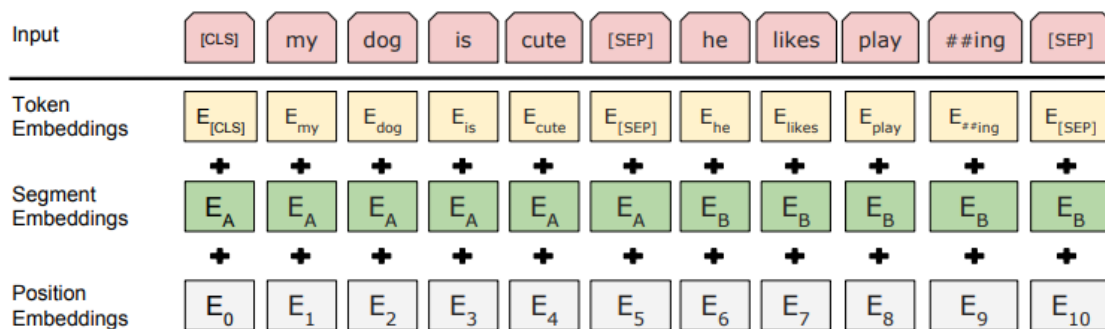 Input [CLS] my dog is cute [SEP] he likes play ##ing [SEP]
Token Embeddings E[CLS] Emy Edog Eis Ecute E[SEP] Ehe Elikes Eplay E##ing E[SEP]
+ + + + + + + + + + +
Segment Embeddings EA EA EA EA EA EA EB EB EB EB EB
+ + + + + + + + + + +
Position Embeddings E0 E1 E2 E3 E4 E5 E6 E7 E8 E9 E10